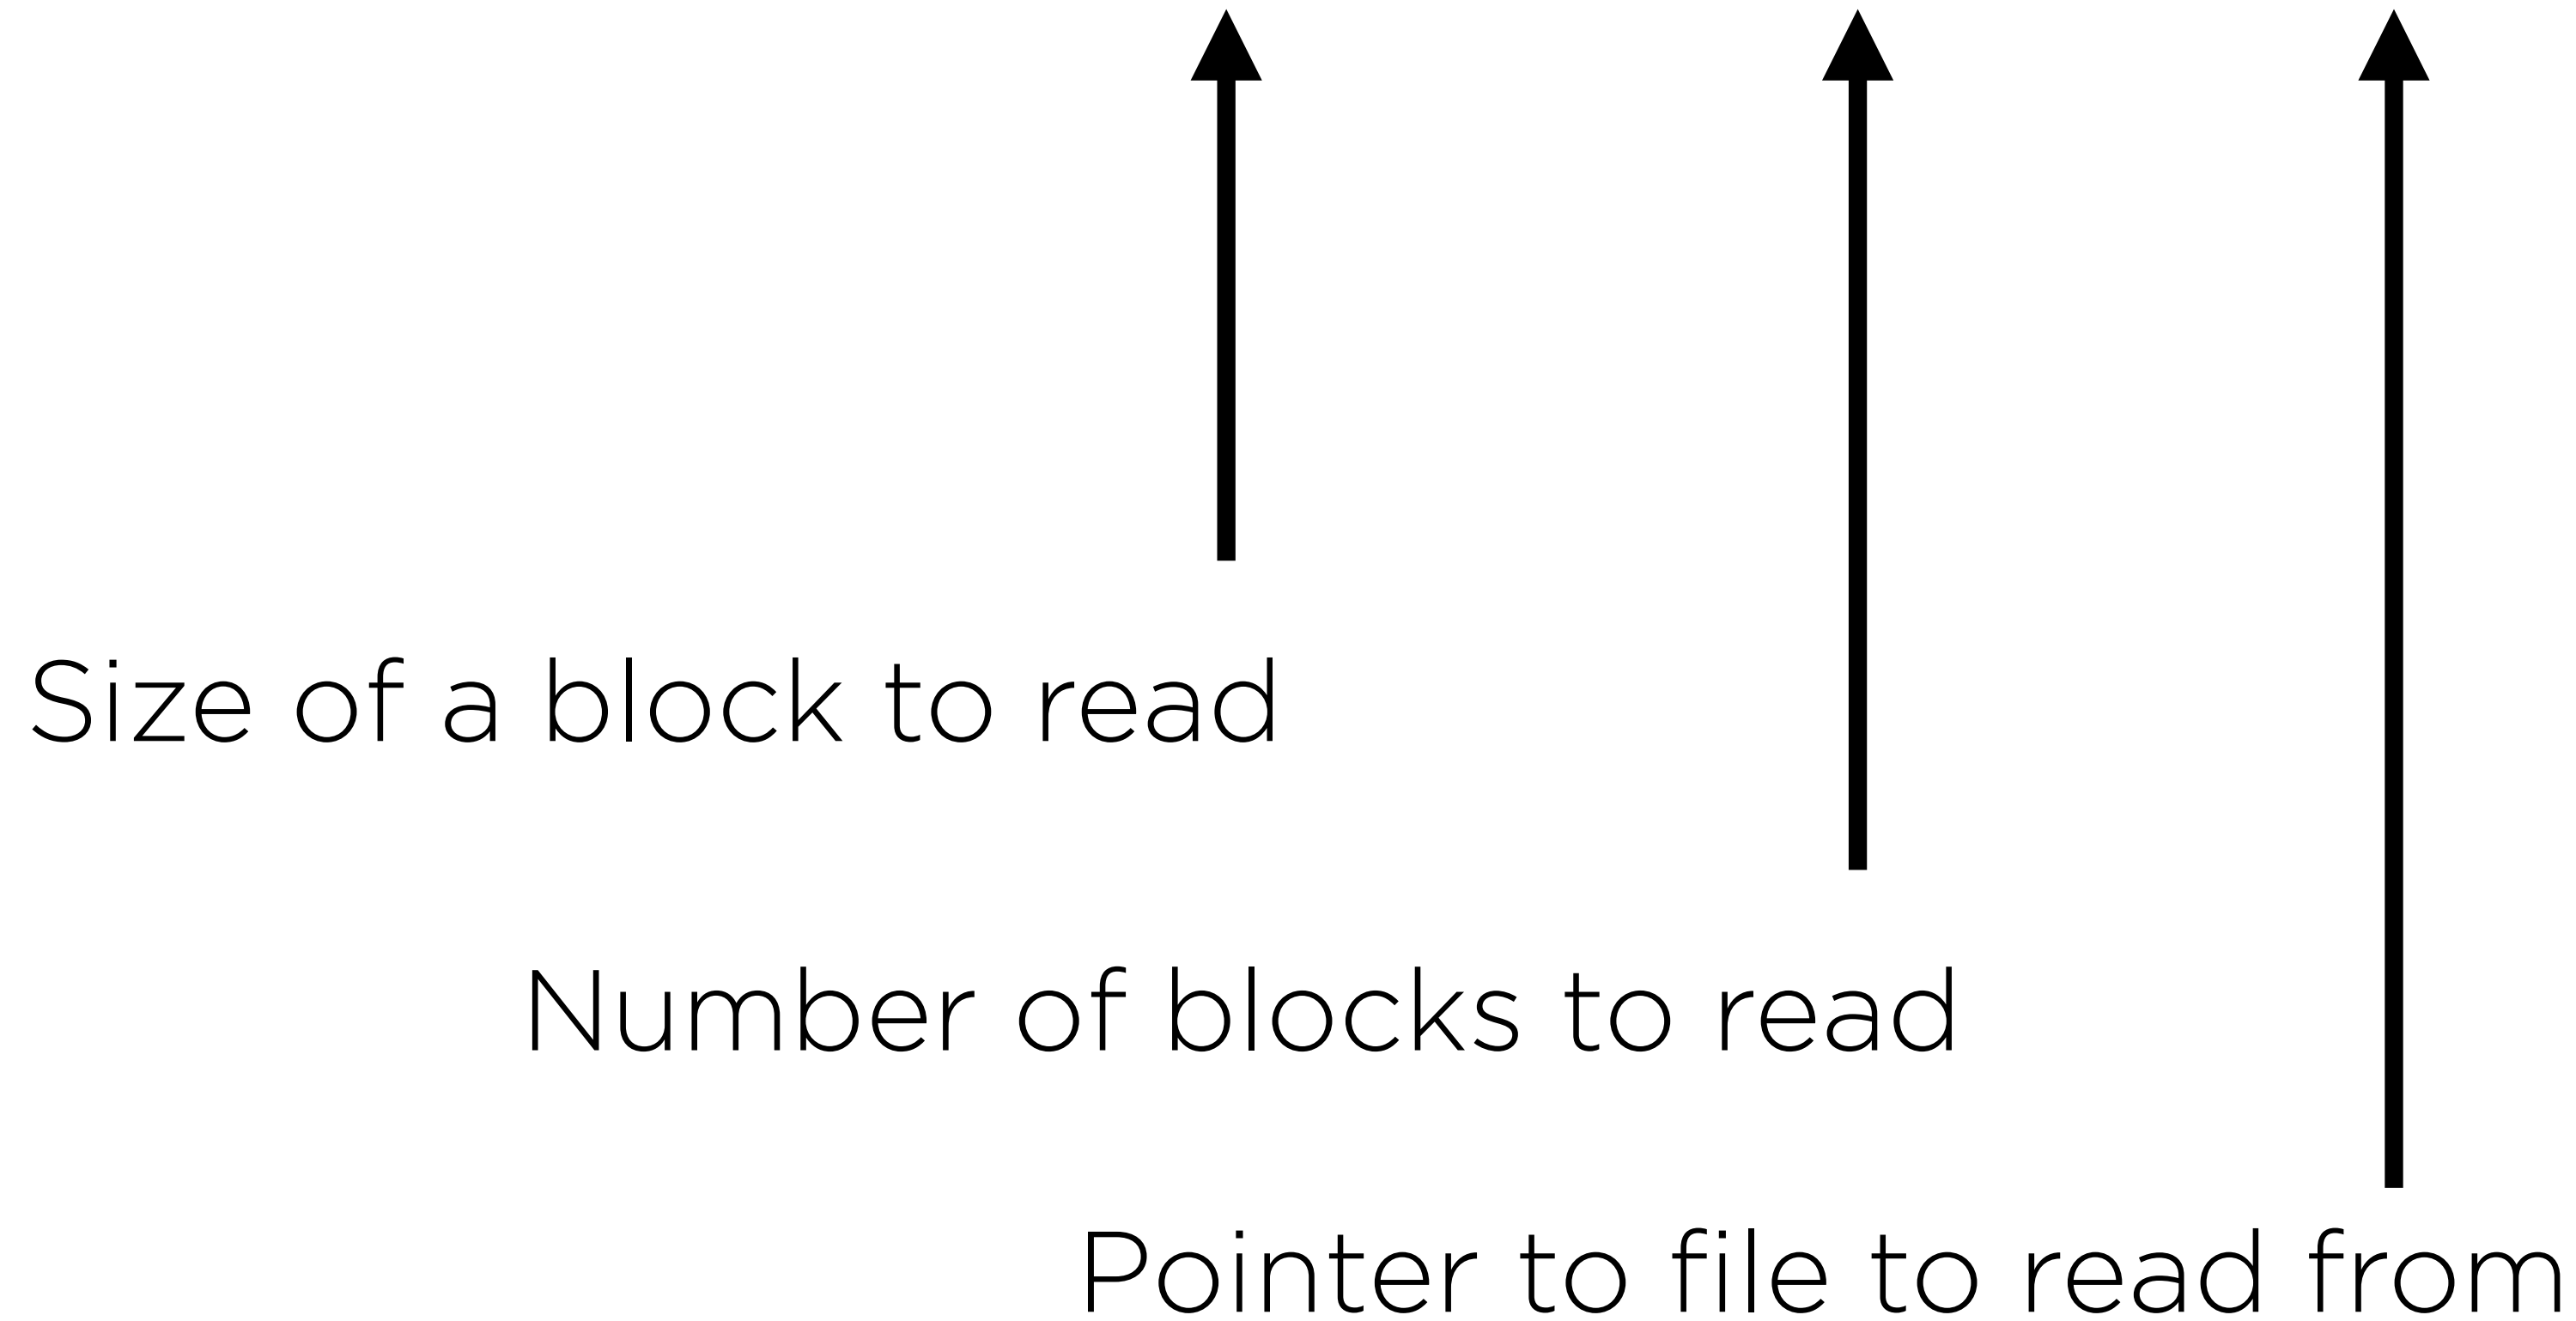 Size of a block to read
Number of blocks to read
Pointer to file to read from